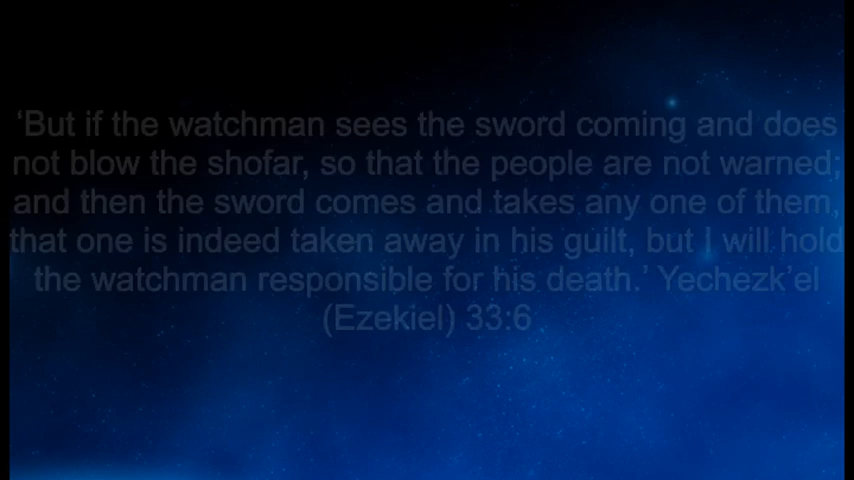 ‘But if the watchman sees the sword coming and does
not blow the shofar, so that the people are not warned;
and then the sword comes and takes any one of them,
that one is indeed taken away in his guilt, but I will hold
the watchman responsible for his death.’ Yechezk’el
(Ezekiel) 33:6